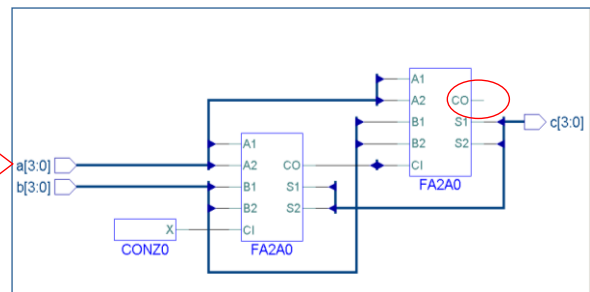 A1
A2
CO
B1
S1
B2
S2
CI
FA2A0
c[3:0]
a[3:0]
b[3:0]
A1
A2
CO
B1
S1
B2
S2
CI
FA2A0
X
CONZ0